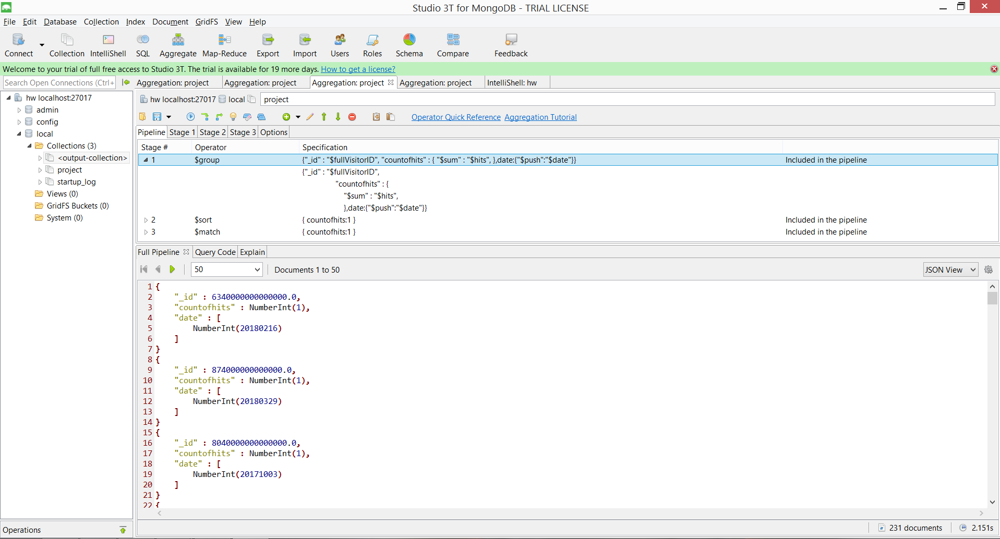 Studio 3T for MongoDB - TRIAL LICENSE
File Edit Database Collection Index Document GridFS View Help
Connect Collection IntelliShell SQL Aggregate Map-Reduce Export Import Users Roles Schema Compare Feedback
Welcome to your trial of full free access to Studio 3T. The trial is available for 19 more days. How to get a license?
Search Open Connections (Ctrl+ Aggregation: project Aggregation: project Aggregation: project Aggregation: project IntelliShell: hw
hw localhost:27017
admin
config
local
Collections (3)
<output-collection>
project
startup_log
Views (0)
GridFS Buckets (0)
System (0)
Operations
hw localhost:27017 local project
Operator Quick Reference Aggregation Tutorial
Pipeline Stage 1 Stage 2 Stage 3 Options
Stage # Operator Specification
1 $group {"_id" : "$fullVisitorID", "countofhits" : { "$sum" : "$hits", },date:{"$push":"$date"}} Included in the pipeline
{"_id" : "$fullVisitorID",
"countofhits" : {
"$sum" : "$hits",
},date:{"$push":"$date"}}
2 $sort { countofhits:1 } Included in the pipeline
3 $match { countofhits:1 } Included in the pipeline
Full Pipeline Query Code Explain
50 Documents 1 to 50 JSON View
1 {
2 "_id" : 6340000000000000.0,
3 "countofhits" : NumberInt(1),
4 "date" : [
5 NumberInt(20180216)
6 ]
7 }
8 {
9 "_id" : 874000000000000.0,
10 "countofhits" : NumberInt(1),
11 "date" : [
12 NumberInt(20180329)
13 ]
14 }
15 {
16 "_id" : 8040000000000000.0,
17 "countofhits" : NumberInt(1),
18 "date" : [
19 NumberInt(20171003)
20 ]
21 }
22 {
231 documents 2.151s